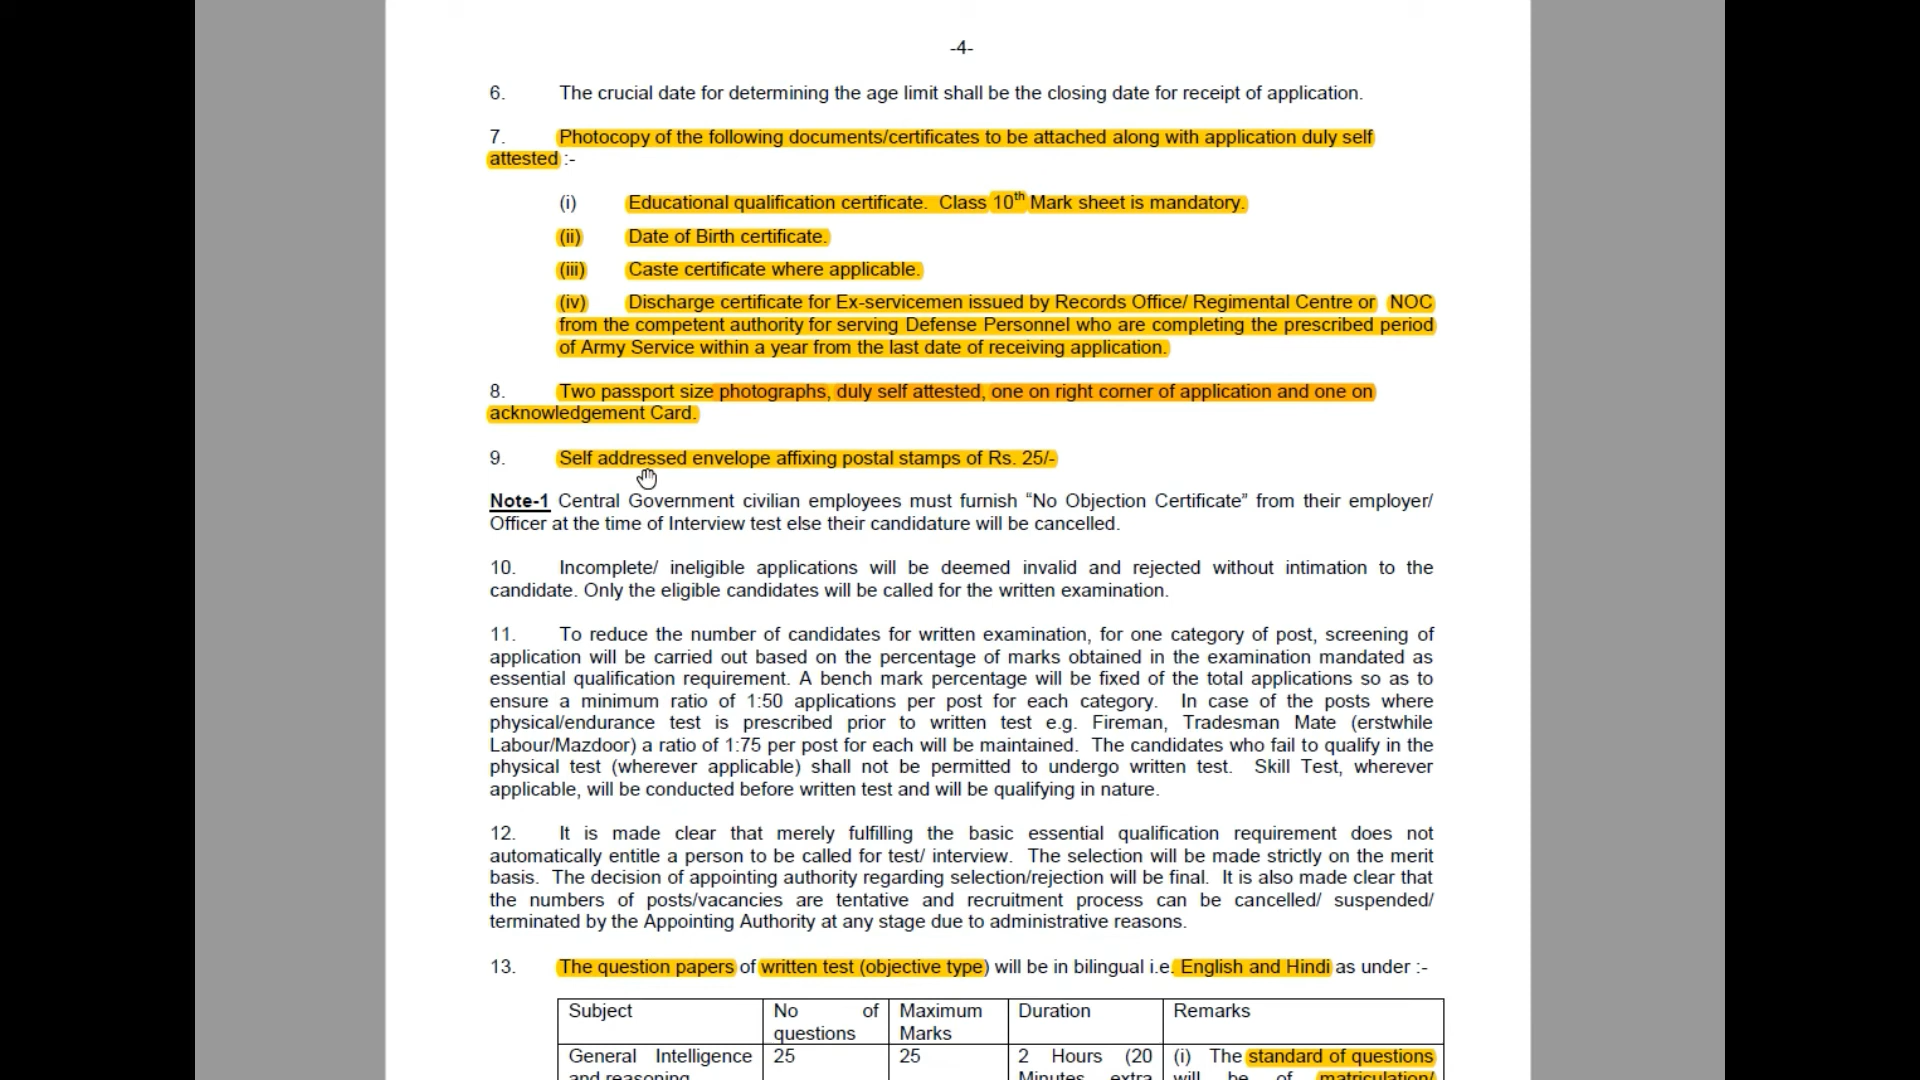 -4-
6. The crucial date for determining the age limit shall be the closing date for receipt of application.
7. Photocopy of the following documents/certificates to be attached along with application duly self
attested :-
(i) Educational qualification certificate. Class 10th Mark sheet is mandatory.
(ii) Date of Birth certificate.
(iii) Caste certificate where applicable.
(iv) Discharge certificate for Ex-servicemen issued by Records Office/ Regimental Centre or NOC
from the competent authority for serving Defense Personnel who are completing the prescribed period
of Army Service within a year from the last date of receiving application.
8. Two passport size photographs, duly self attested, one on right corner of application and one on
acknowledgement Card.
9. Self addressed envelope affixing postal stamps of Rs. 25/-
Note-1 Central Government civilian employees must furnish “No Objection Certificate” from their employer/
Officer at the time of Interview test else their candidature will be cancelled.
10. Incomplete/ ineligible applications will be deemed invalid and rejected without intimation to the
candidate. Only the eligible candidates will be called for the written examination.
11. To reduce the number of candidates for written examination, for one category of post, screening of
application will be carried out based on the percentage of marks obtained in the examination mandated as
essential qualification requirement. A bench mark percentage will be fixed of the total applications so as to
ensure a minimum ratio of 1:50 applications per post for each category. In case of the posts where
physical/endurance test is prescribed prior to written test e.g. Fireman, Tradesman Mate (erstwhile
Labour/Mazdoor) a ratio of 1:75 per post for each will be maintained. The candidates who fail to qualify in the
physical test (wherever applicable) shall not be permitted to undergo written test. Skill Test, wherever
applicable, will be conducted before written test and will be qualifying in nature.
12. It is made clear that merely fulfilling the basic essential qualification requirement does not
automatically entitle a person to be called for test/ interview. The selection will be made strictly on the merit
basis. The decision of appointing authority regarding selection/rejection will be final. It is also made clear that
the numbers of posts/vacancies are tentative and recruitment process can be cancelled/ suspended/
terminated by the Appointing Authority at any stage due to administrative reasons.
13. The question papers of written test (objective type) will be in bilingual i.e. English and Hindi as under :-
Subject No of Maximum Duration Remarks
questions Marks
General Intelligence 25 25 2 Hours (20 (i) The standard of questions
and reasoning Minutes extra will be of matriculation/